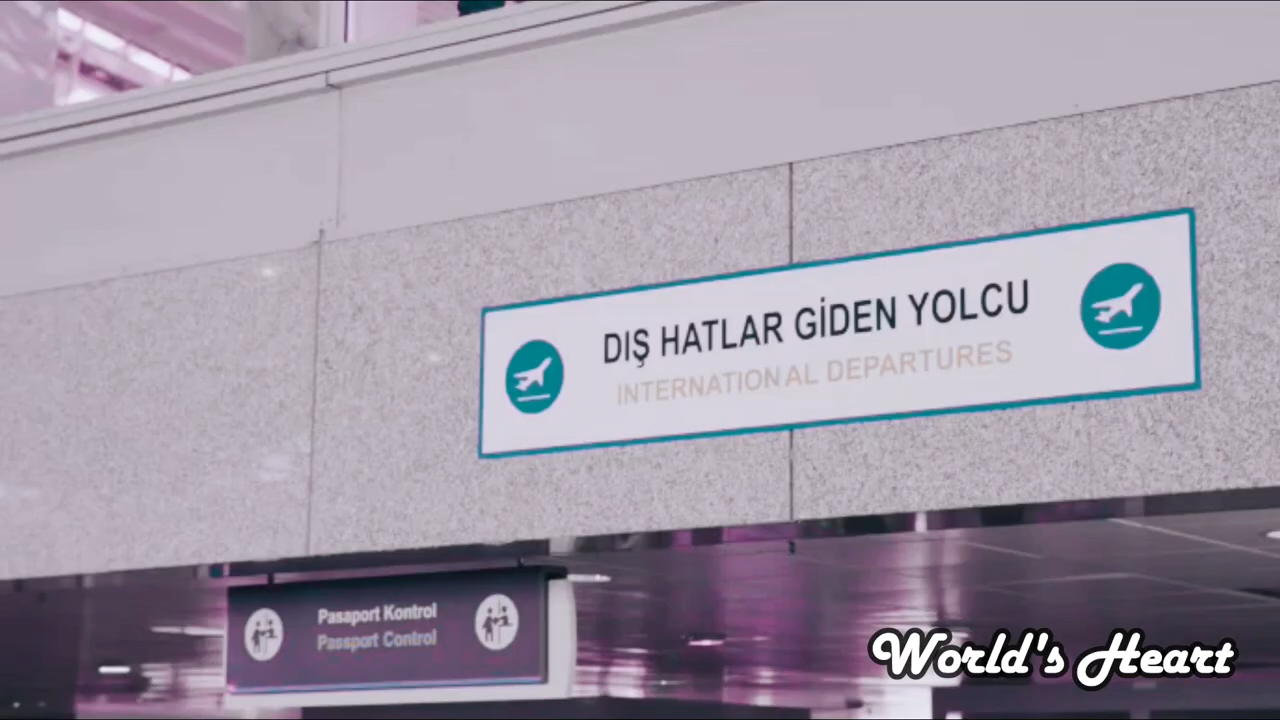 DIŞ HATLAR GİDEN YOLCU
INTERNATIONAL DEPARTURES
Pasaport Kontrol
Passport Control
World's Heart